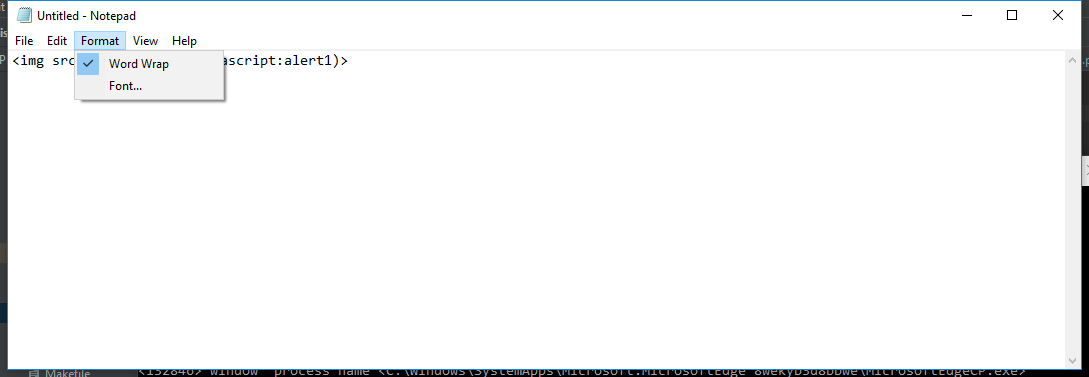 Untitled - Notepad
File Edit Format View Help
<img src ascript:alert1)>
Word Wrap
Font...
Makefile
<132846> window process name <C:\Windows\SystemApps\Microsoft.MicrosoftEdge_8wekyb3d8bbwe\MicrosoftEdgeCP.exe>